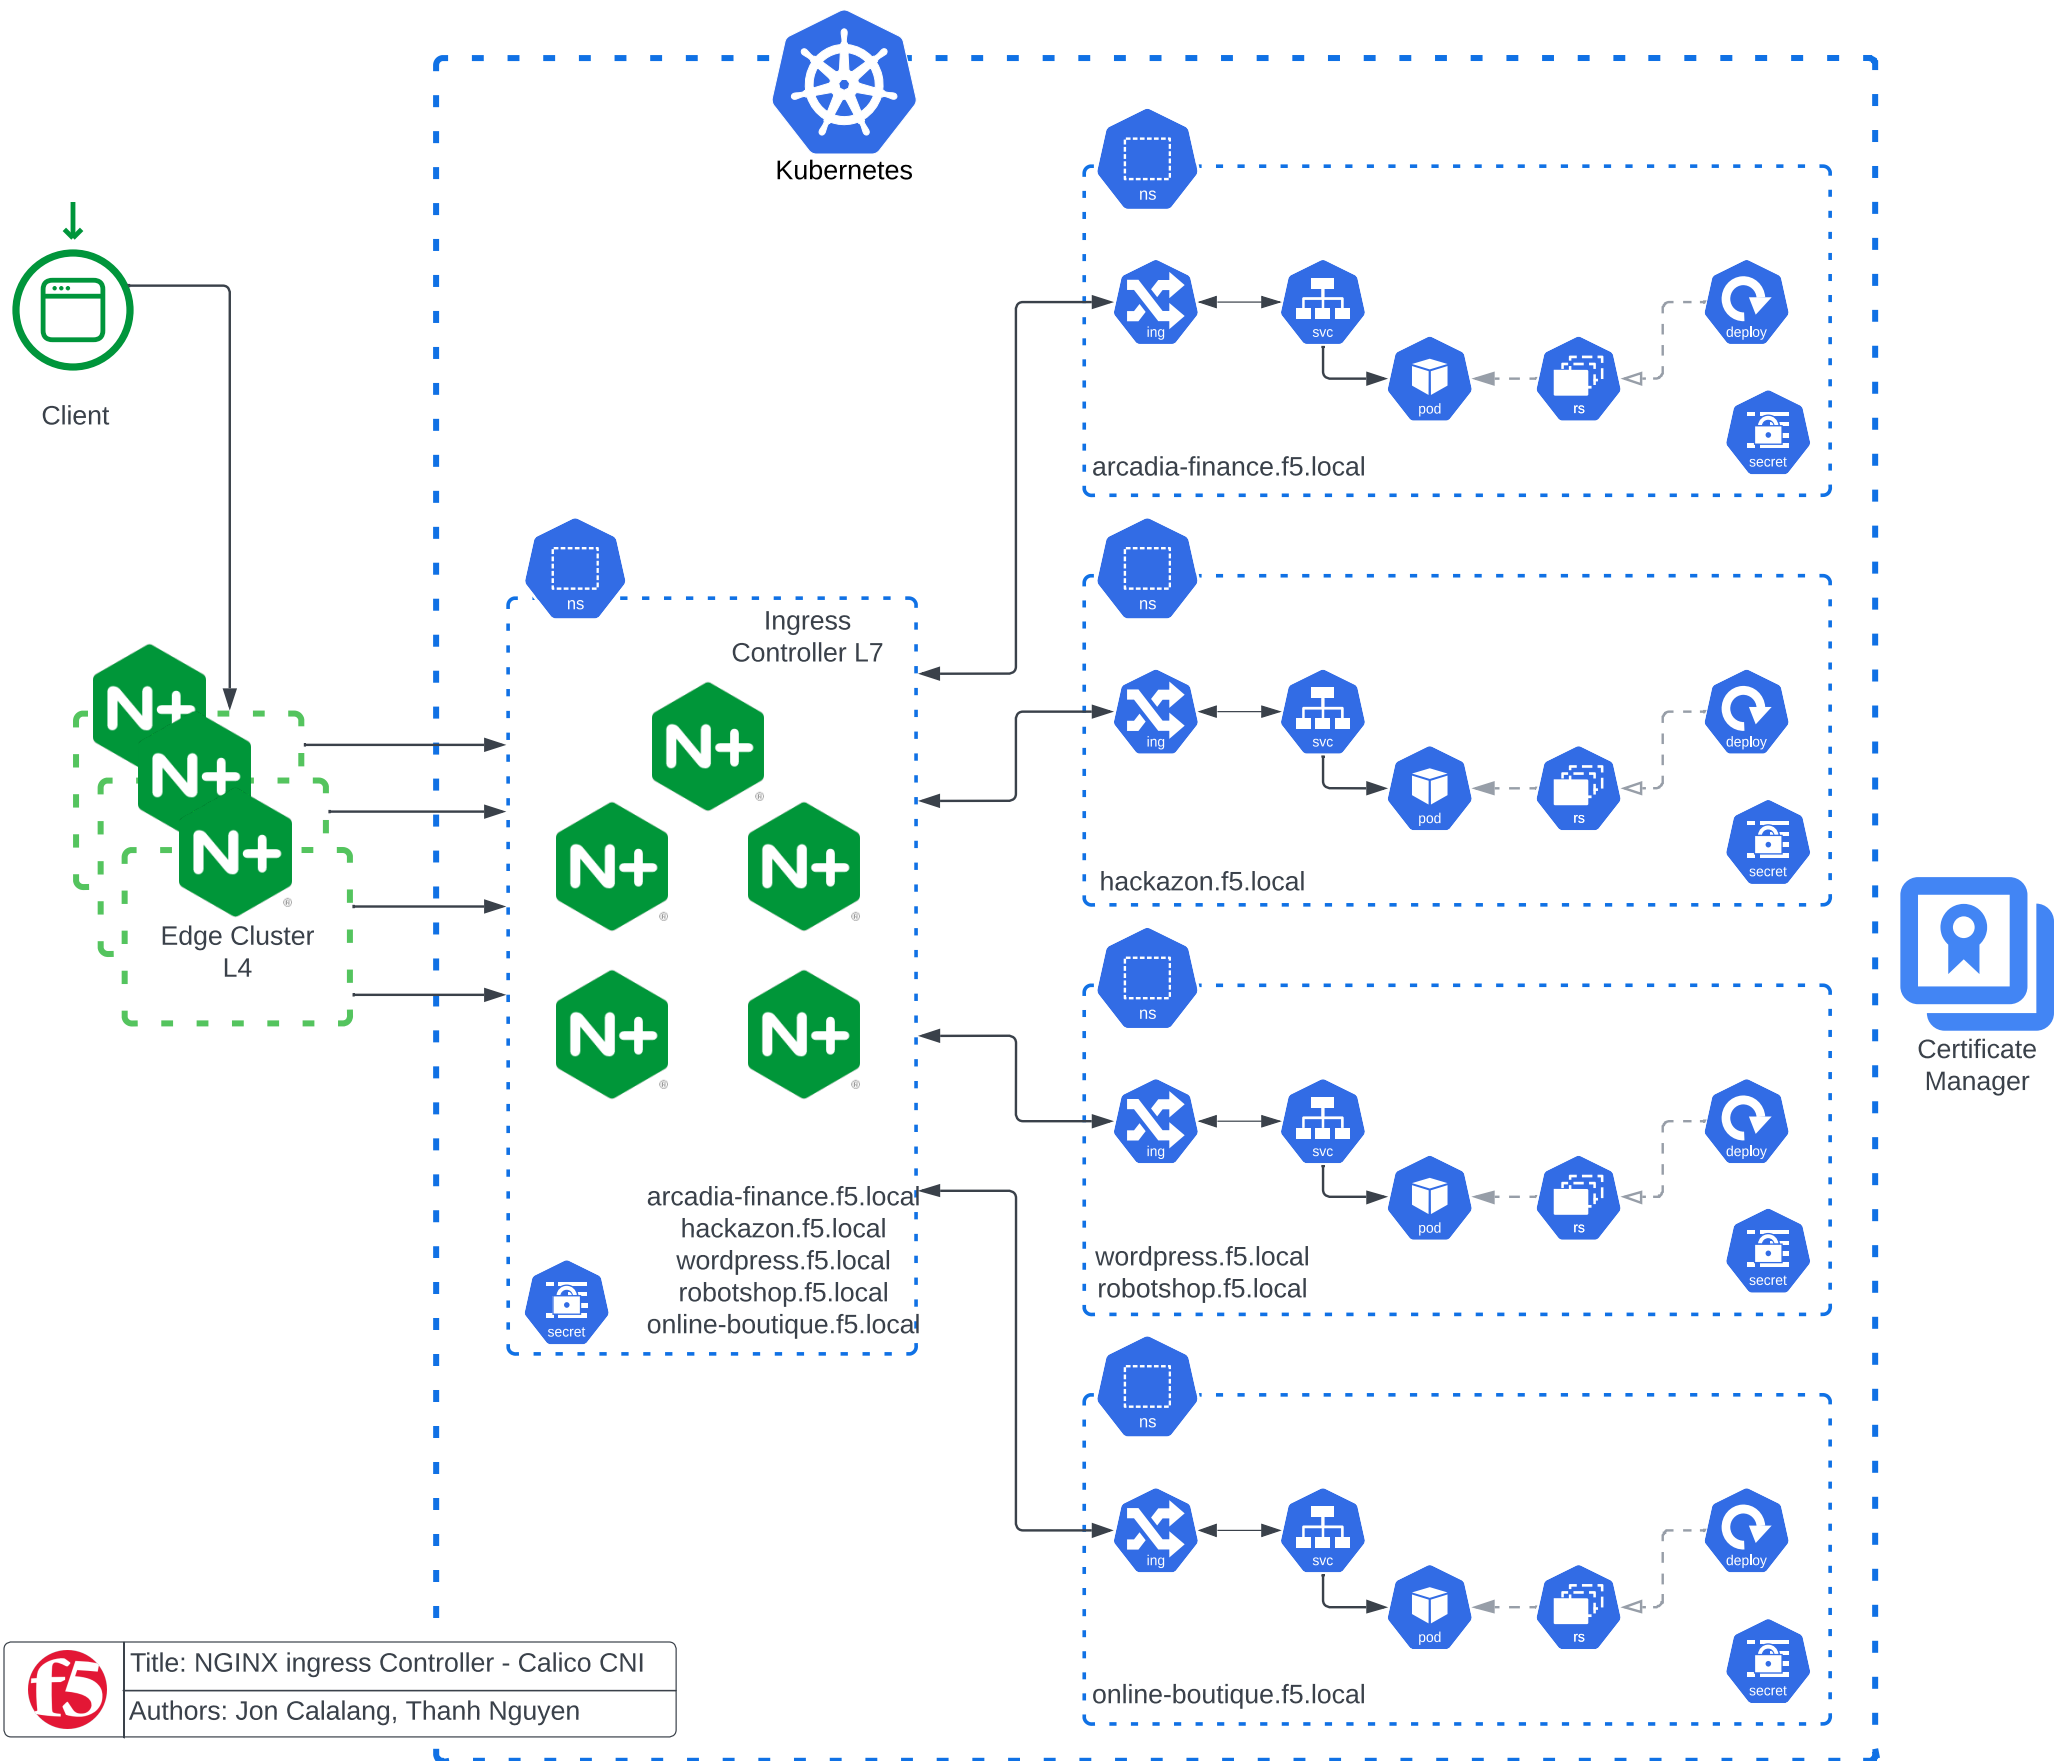 Kubernetes
Client
Edge Cluster
L4
N+
N+
N+
®
ns
Ingress
Controller L7
N+
®
N+
®
N+
®
N+
®
N+
®
arcadia-finance.f5.local
hackazon.f5.local
wordpress.f5.local
robotshop.f5.local
online-boutique.f5.local
secret
ns
ing
svc
pod
rs
deploy
secret
arcadia-finance.f5.local
ns
ing
svc
pod
rs
deploy
secret
hackazon.f5.local
ns
ing
svc
pod
rs
deploy
secret
wordpress.f5.local
robotshop.f5.local
ns
ing
svc
pod
rs
deploy
secret
online-boutique.f5.local
Certificate
Manager
f5
Title: NGINX ingress Controller - Calico CNI
Authors: Jon Calalang, Thanh Nguyen